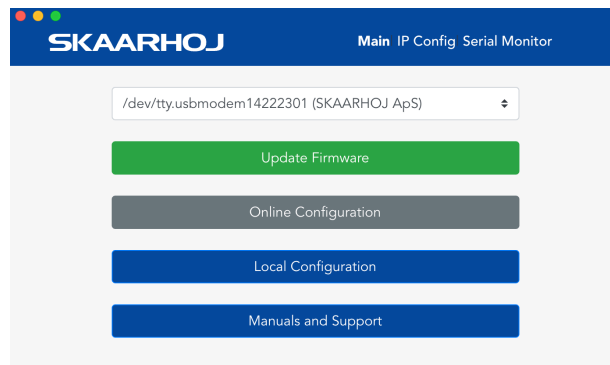 SKAARHOJ
Main IP Config Serial Monitor
/dev/tty.usbmodem14222301 (SKAARHOJ ApS)
Update Firmware
Online Configuration
Local Configuration
Manuals and Support